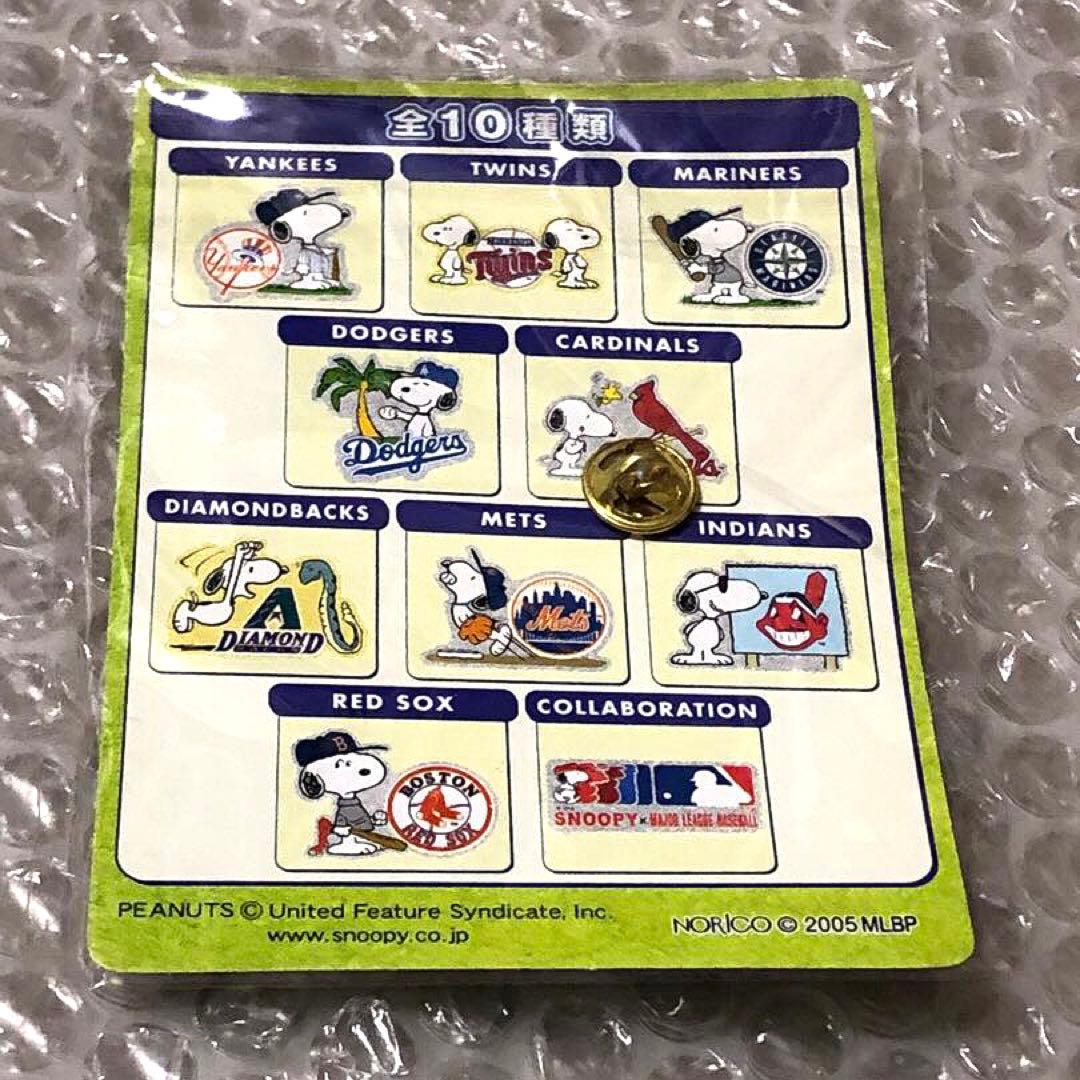 全10種類
YANKEES
TWINS
MARINERS
Yankees
Twins
SEATTLE
MARINERS
DODGERS
CARDINALS
Dodgers
DIAMONDBACKS
METS
INDIANS
A
DIAMOND
Mets
RED SOX
COLLABORATION
B
BOSTON
RED SOX
SNOOPY × MAJOR LEAGUE BASEBALL
PEANUTS © United Feature Syndicate, Inc.
www.snoopy.co.jp
NORICO © 2005 MLBP